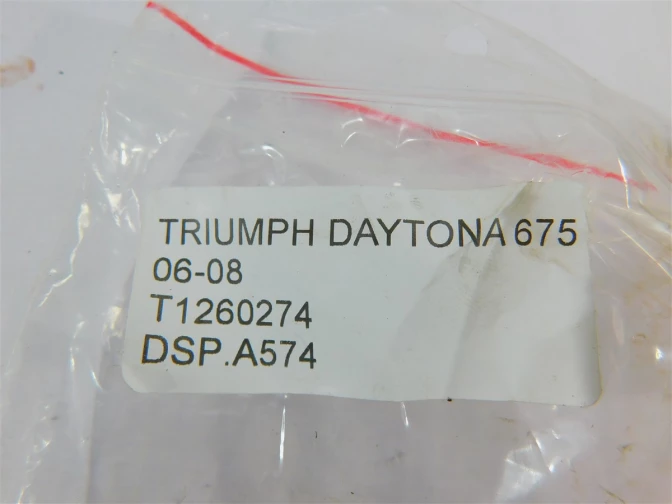 TRIUMPH DAYTONA 675
06-08
T1260274
DSP.A574